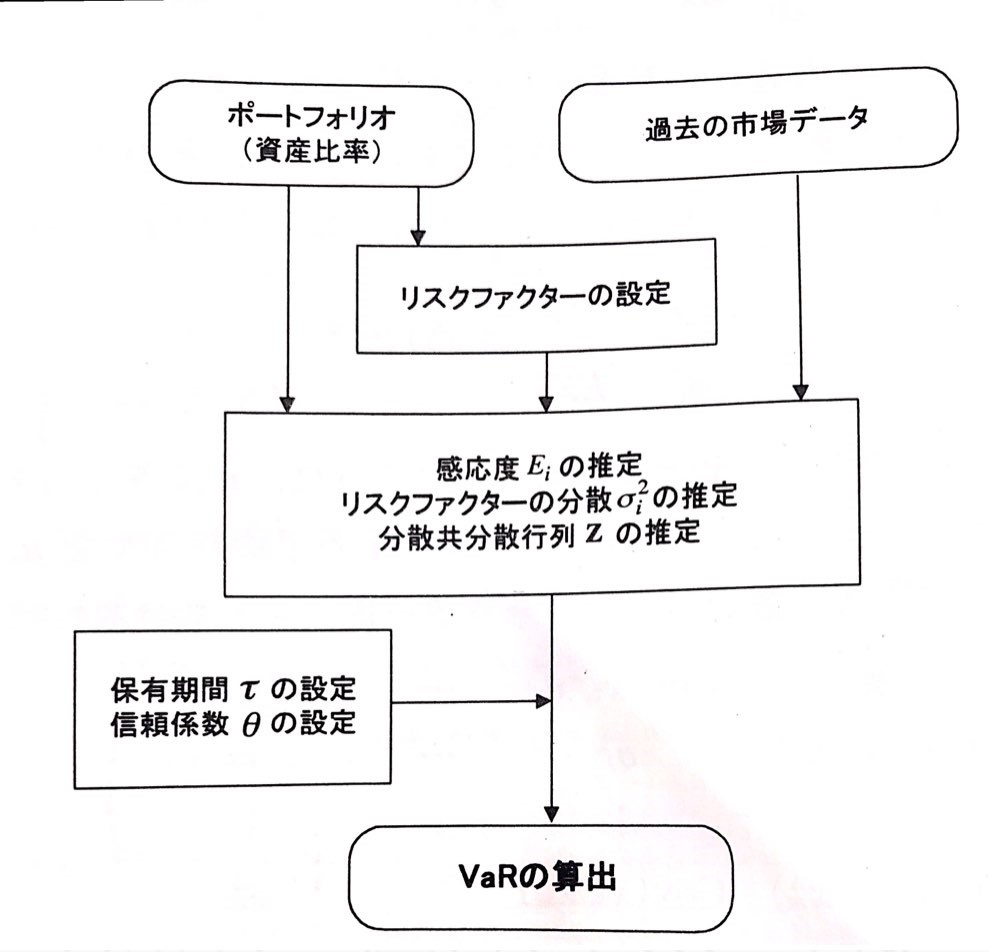 ポートフォリオ
（資産比率）
過去の市場データ
リスクファクターの設定
感応度 E_i の推定
リスクファクターの分散 σ_i^2 の推定
分散共分散行列 Z の推定
保有期間 τ の設定
信頼係数 θ の設定
VaRの算出